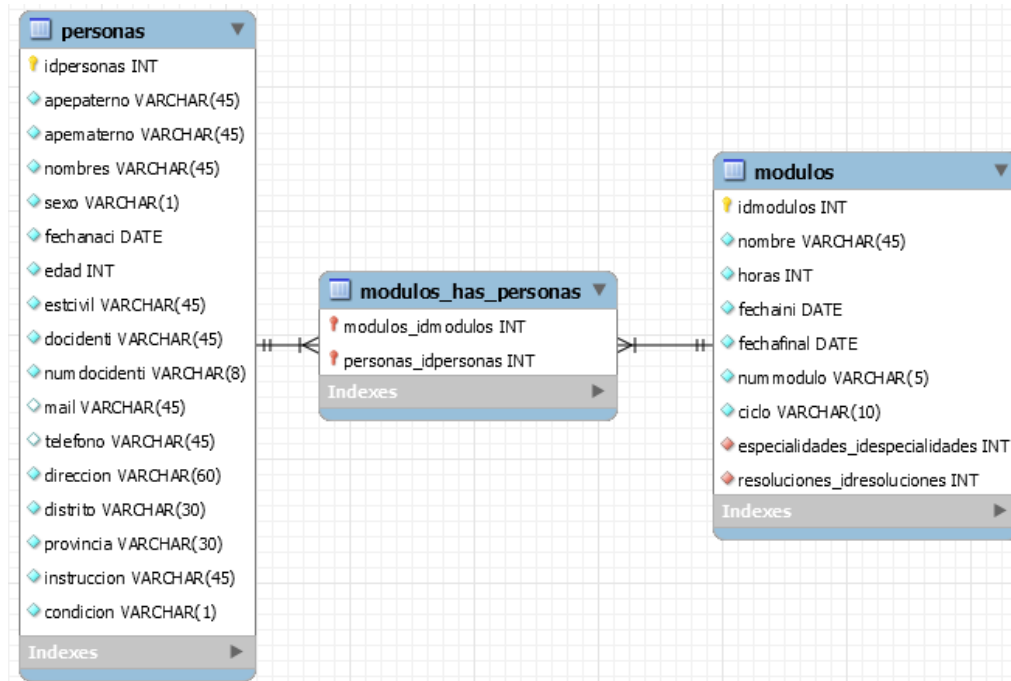 personas
idpersonas INT
apepaterno VARCHAR(45)
apematerno VARCHAR(45)
nombres VARCHAR(45)
sexo VARCHAR(1)
fechanaci DATE
edad INT
estcivil VARCHAR(45)
docidenti VARCHAR(45)
numdocidenti VARCHAR(8)
mail VARCHAR(45)
telefono VARCHAR(45)
direccion VARCHAR(60)
distrito VARCHAR(30)
provincia VARCHAR(30)
instruccion VARCHAR(45)
condicion VARCHAR(1)
Indexes
modulos_has_personas
modulos_idmodulos INT
personas_idpersonas INT
Indexes
modulos
idmodulos INT
nombre VARCHAR(45)
horas INT
fechaini DATE
fechafinal DATE
nummodulo VARCHAR(5)
ciclo VARCHAR(10)
especialidades_idespecialidades INT
resoluciones_idresoluciones INT
Indexes